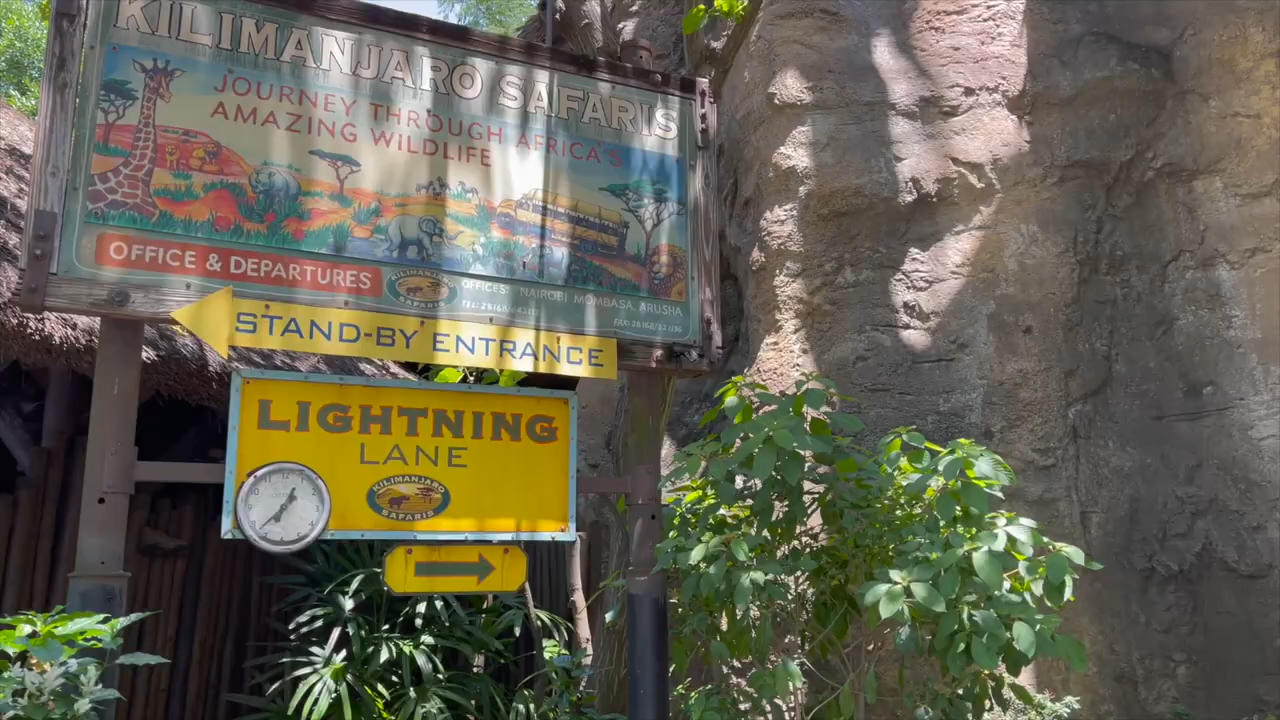 KILIMANJARO SAFARIS
JOURNEY THROUGH AFRICA'S
AMAZING WILDLIFE
OFFICE & DEPARTURES
KILIMANJARO
SAFARIS
OFFICES: NAIROBI MOMBASA, ARUSHA
STAND-BY ENTRANCE
LIGHTNING
LANE
12
KILIMANJARO
SAFARIS